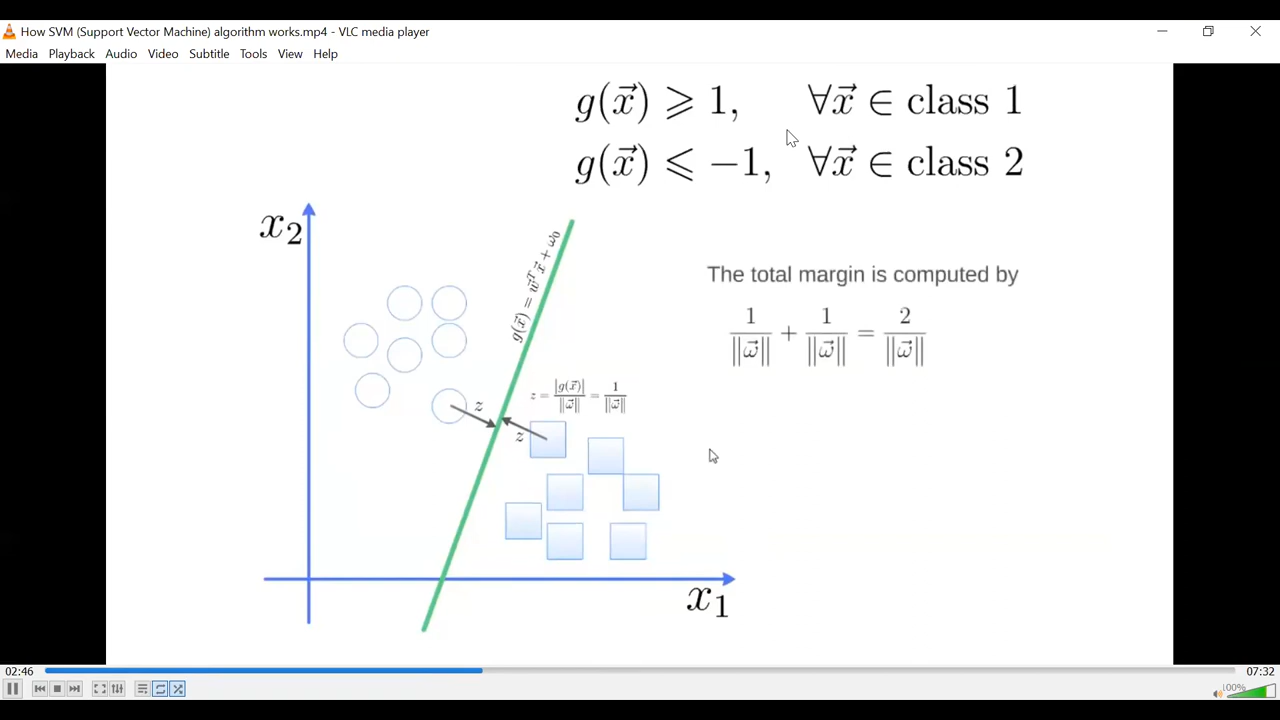 How SVM (Support Vector Machine) algorithm works.mp4 - VLC media player
Media Playback Audio Video Subtitle Tools View Help
g(x⃗) ⩾ 1, ∀x⃗ ∈ class 1
g(x⃗) ⩽ −1, ∀x⃗ ∈ class 2
x₂
g(x⃗) = w⃗ᵀx⃗ + ω₀
The total margin is computed by
1/‖ω⃗‖ + 1/‖ω⃗‖ = 2/‖ω⃗‖
z = |g(x⃗)|/‖ω⃗‖ = 1/‖ω⃗‖
z
z
x₁
02:46
07:32
100%